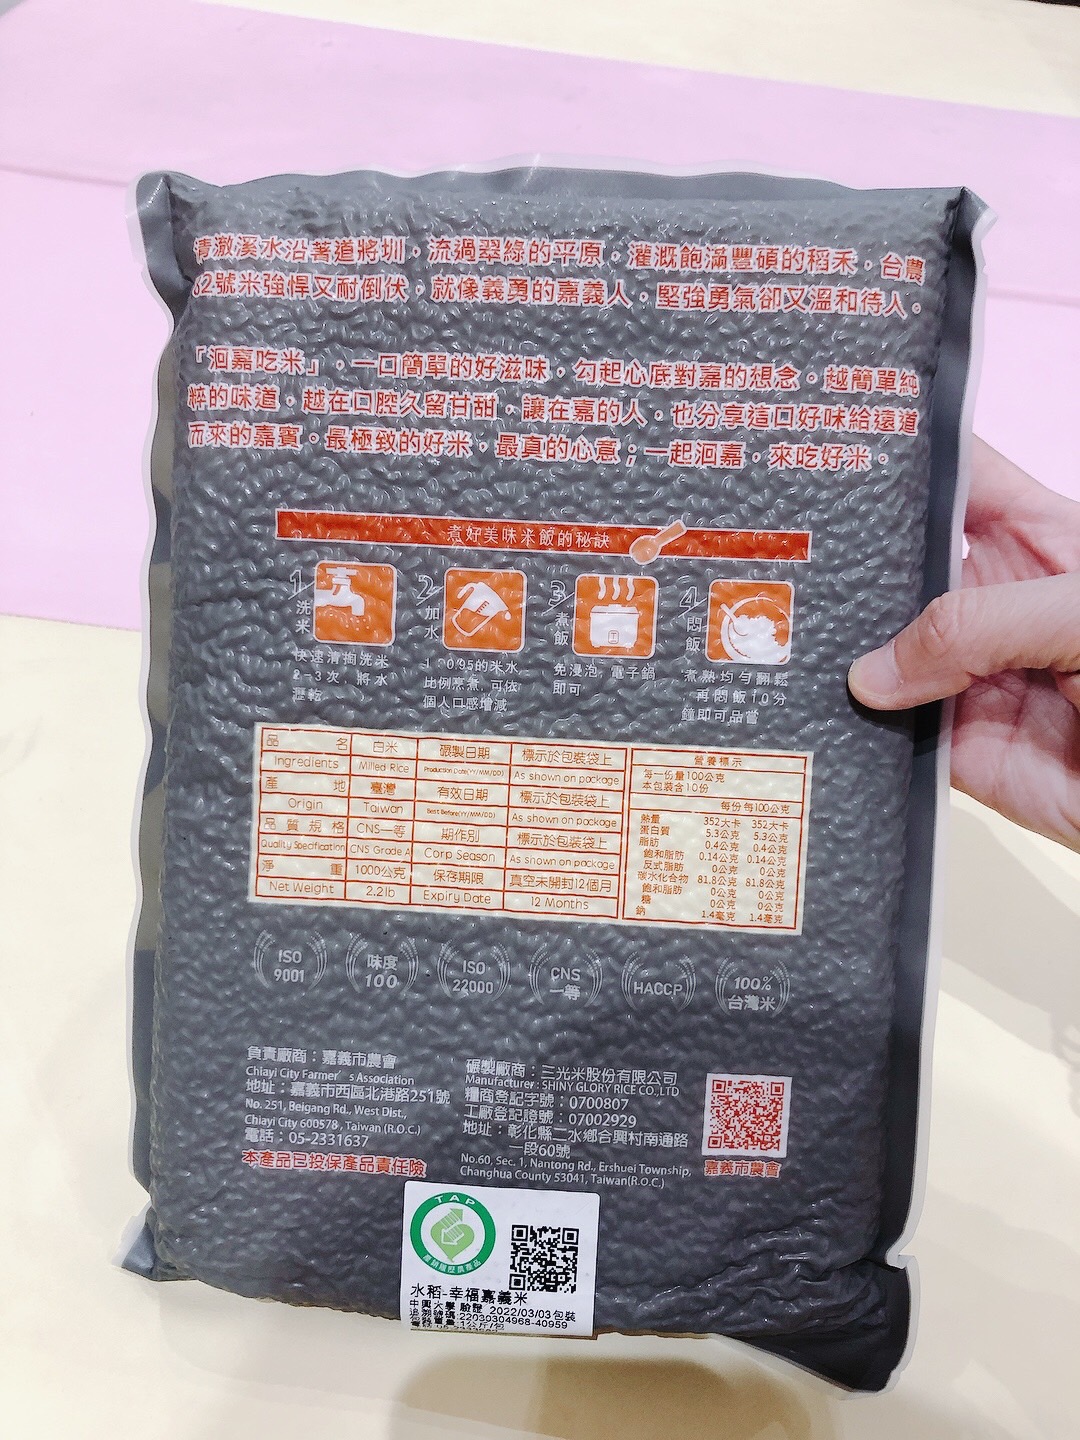 清澈溪水沿著道將圳，流過翠綠的平原，灌溉飽滿豐碩的稻禾，台農
62號米強悍又耐倒伏，就像義勇的嘉義人，堅強勇氣卻又溫和待人。
「洄嘉吃米」，一口簡單的好滋味，勾起心底對嘉的想念。越簡單純
粹的味道，越在口腔久留甘甜，讓在嘉的人，也分享這口好味給遠道
而來的嘉賓。最極致的好米，最真的心意；一起洄嘉，來吃好米。
煮好美味米飯的秘訣
1 洗米
快速清掏洗米
2~3次，將水
瀝乾
2 加水
1：0.95的米水
比例烹煮，可依
個人口感增減
3 煮飯
免浸泡，電子鍋
即可
4 悶飯
煮熟均勻翻鬆
，再悶飯10分
鐘即可品嘗
品名 白米 碾製日期 標示於包裝袋上
Ingredients Milled Rice Production Date(YY/MM/DD) As shown on package
產地 臺灣 有效日期 標示於包裝袋上
Origin Taiwan Best Before(YY/MM/DD) As shown on package
品質規格 CNS一等 期作別 標示於包裝袋上
Quality Specification CNS Grade A Corp Season As shown on package
淨重 1000公克 保存期限 真空未開封12個月
Net Weight 2.2lb Expiry Date 12 Months
營養標示
每一份量100公克
本包裝含10份
每份 每100公克
熱量 352大卡 352大卡
蛋白質 5.3公克 5.3公克
脂肪 0.4公克 0.4公克
飽和脂肪 0.14公克 0.14公克
反式脂肪 0公克 0公克
碳水化合物 81.8公克 81.8公克
飽和脂肪 0公克 0公克
糖 0公克 0公克
鈉 1.4毫克 1.4毫克
ISO 9001
味度 100
ISO 22000
CNS 一等
HACCP
100% 台灣米
負責廠商：嘉義市農會
Chiayi City Farmer's Association
地址：嘉義市西區北港路251號
No. 251, Beigang Rd., West Dist.,
Chiayi City 600578, Taiwan (R.O.C.)
電話：05-2331637
本產品已投保產品責任險
碾製廠商：三光米股份有限公司
Manufacturer : SHINY GLORY RICE CO.,LTD
糧商登記字號：0700807
工廠登記證號：07002929
地址：彰化縣二水鄉合興村南通路
一段60號
No.60, Sec. 1, Nantong Rd., Ershuei Township,
Changhua County 53041, Taiwan(R.O.C.)
嘉義市農會
TAP
產銷履歷農產品
水稻-幸福嘉義米
中興大學 驗證 2022/03/03包裝
追溯號碼:22030304968-40959
包裝重量:1公斤/包